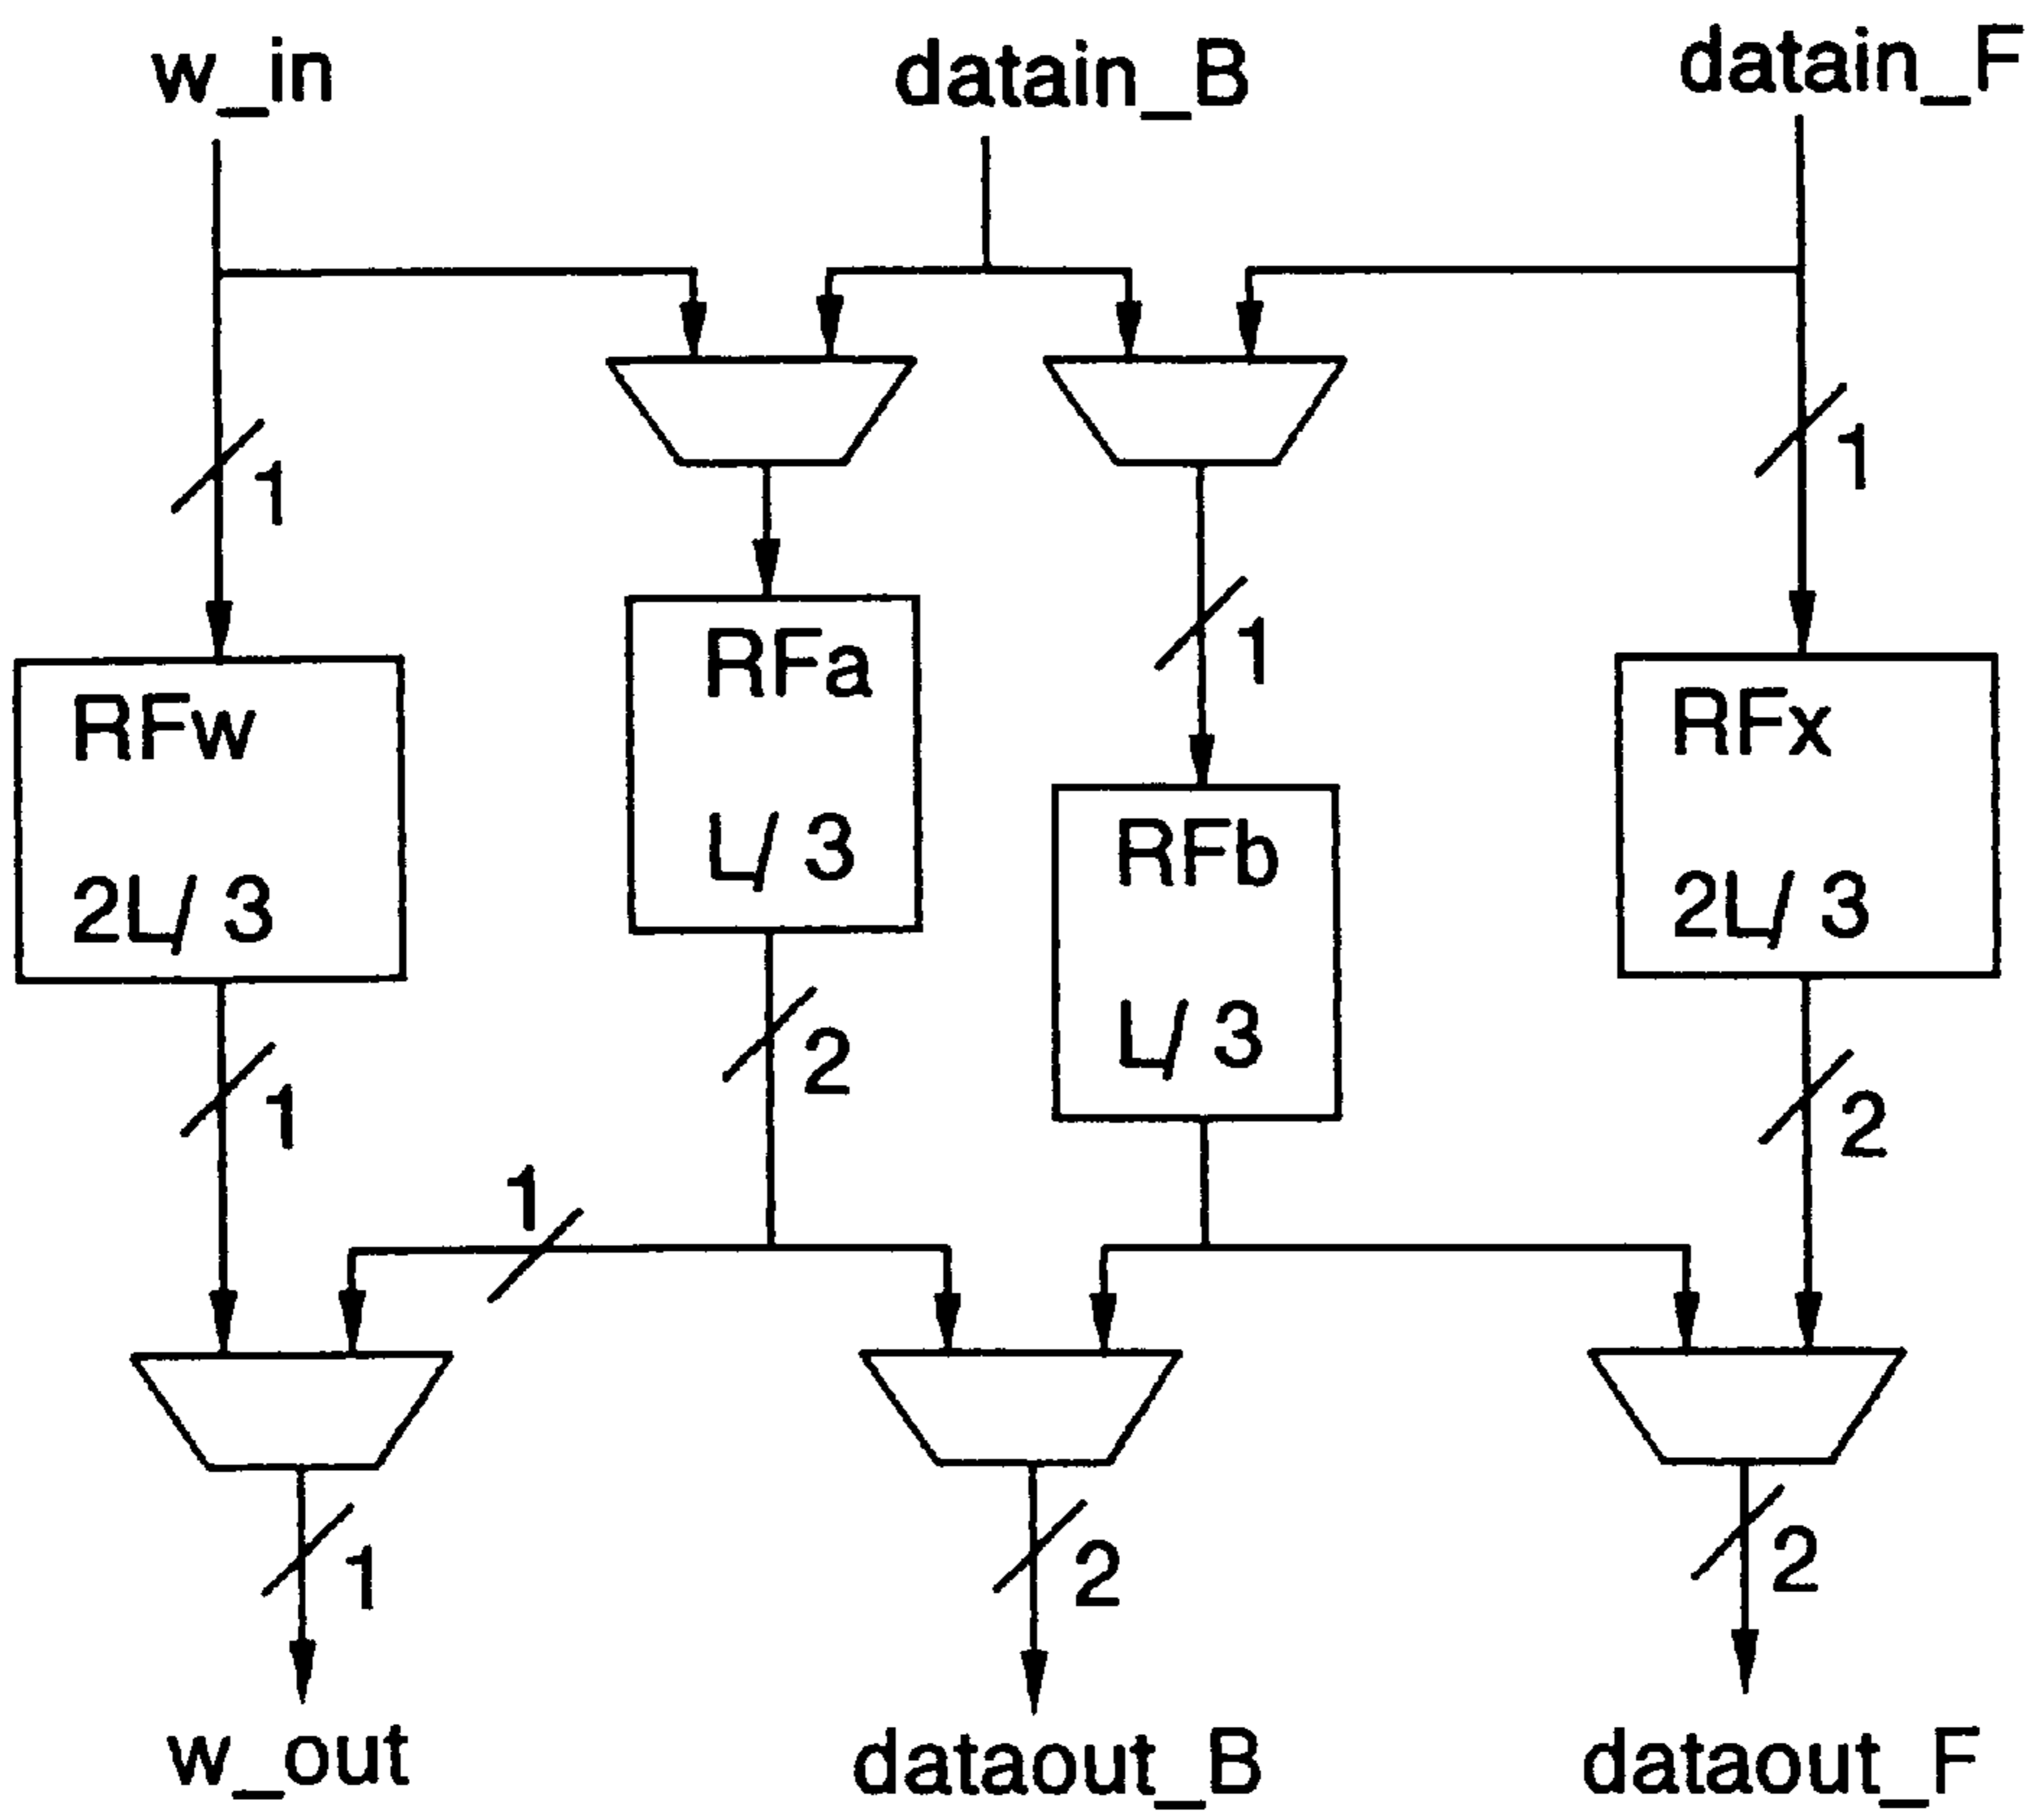 w_in datain_B datain_F
1
1
RFa
L/ 3
1
RFw
2L/ 3
RFx
2L/ 3
RFb
L/ 3
1
2
2
1
1
2
2
w_out dataout_B dataout_F